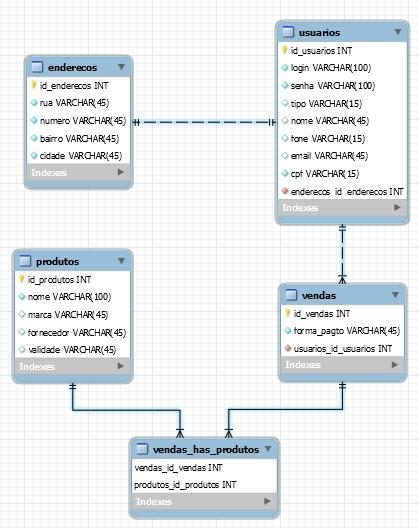 enderecos
id_enderecos INT
rua VARCHAR(45)
numero VARCHAR(45)
bairro VARCHAR(45)
cidade VARCHAR(45)
Indexes
usuarios
id_usuarios INT
login VARCHAR(100)
senha VARCHAR(100)
tipo VARCHAR(15)
nome VARCHAR(45)
fone VARCHAR(15)
email VARCHAR(45)
cpf VARCHAR(15)
enderecos_id_enderecos INT
Indexes
produtos
id_produtos INT
nome VARCHAR(100)
marca VARCHAR(45)
fornecedor VARCHAR(45)
validade VARCHAR(45)
Indexes
vendas
id_vendas INT
forma_pagto VARCHAR(45)
usuarios_id_usuarios INT
Indexes
vendas_has_produtos
vendas_id_vendas INT
produtos_id_produtos INT
Indexes